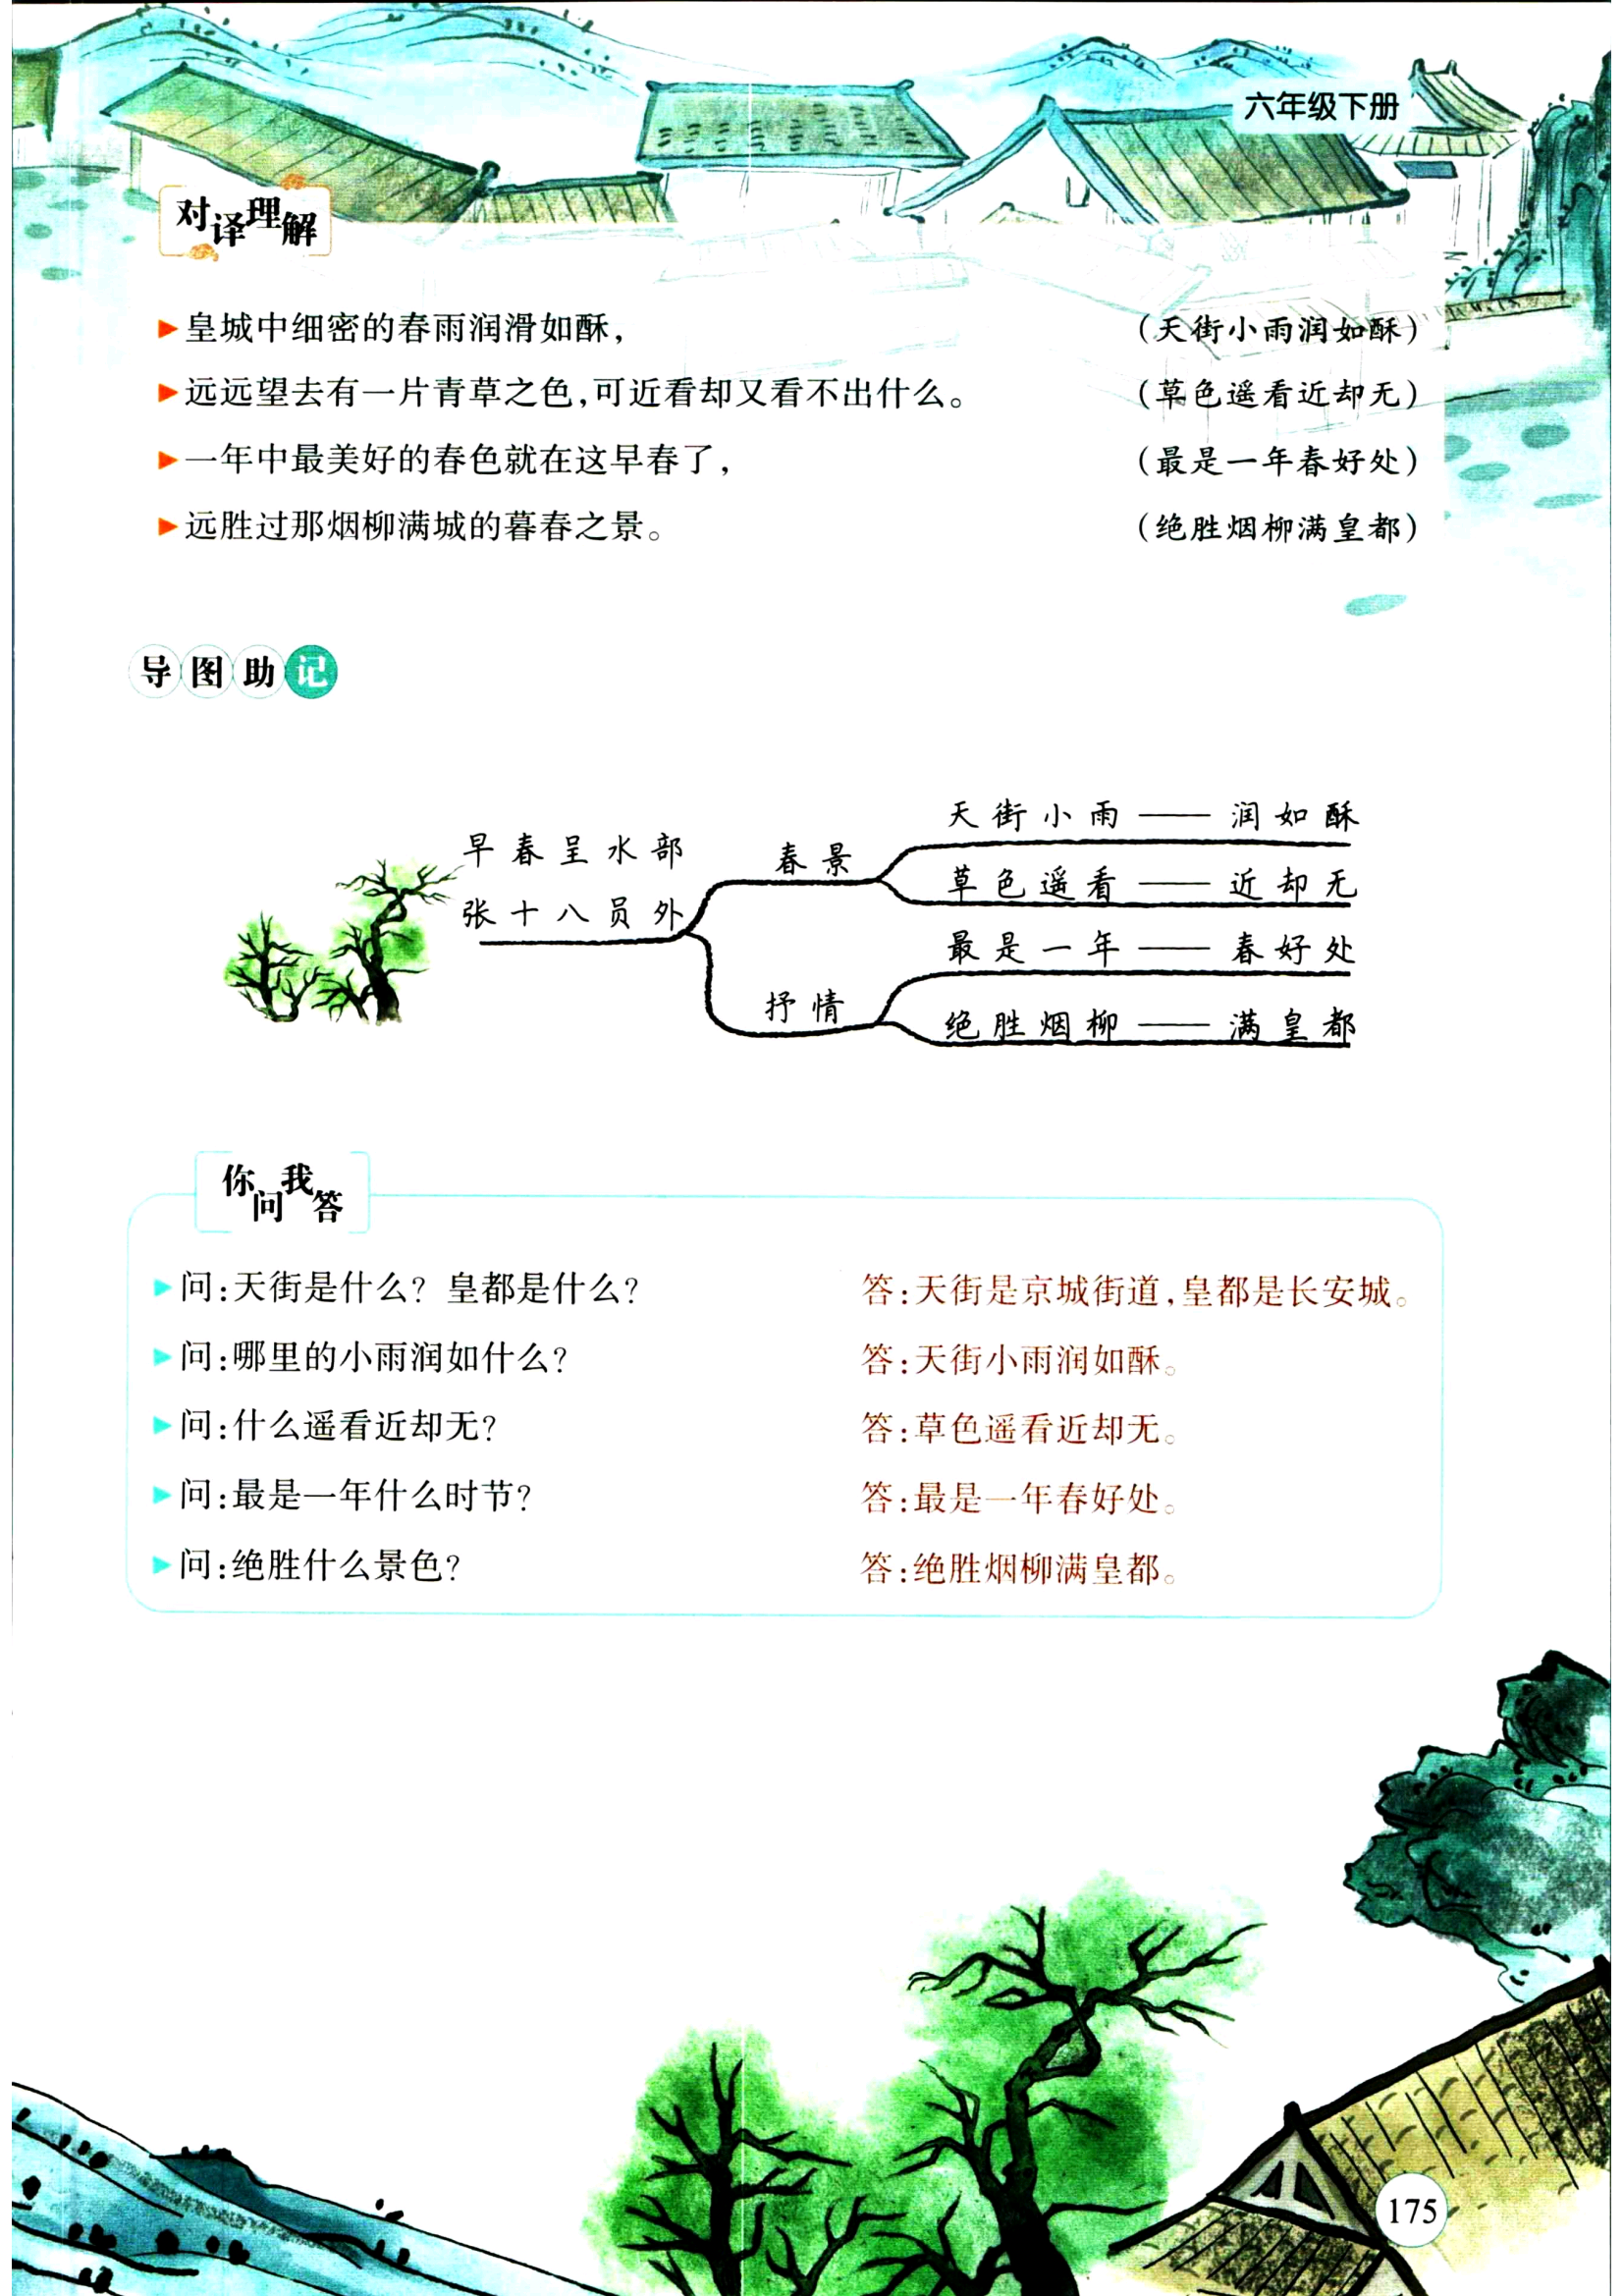 六年级下册
对译理解
皇城中细密的春雨润滑如酥， （天街小雨润如酥）
远远望去有一片青草之色，可近看却又看不出什么。 （草色遥看近却无）
一年中最美好的春色就在这早春了， （最是一年春好处）
远胜过那烟柳满城的暮春之景。 （绝胜烟柳满皇都）
导图助记
早春呈水部
张十八员外
春景
天街小雨——润如酥
草色遥看——近却无
抒情
最是一年——春好处
绝胜烟柳——满皇都
你问我答
问：天街是什么？皇都是什么？ 答：天街是京城街道，皇都是长安城。
问：哪里的小雨润如什么？ 答：天街小雨润如酥。
问：什么遥看近却无？ 答：草色遥看近却无。
问：最是一年什么时节？ 答：最是一年春好处。
问：绝胜什么景色？ 答：绝胜烟柳满皇都。
175